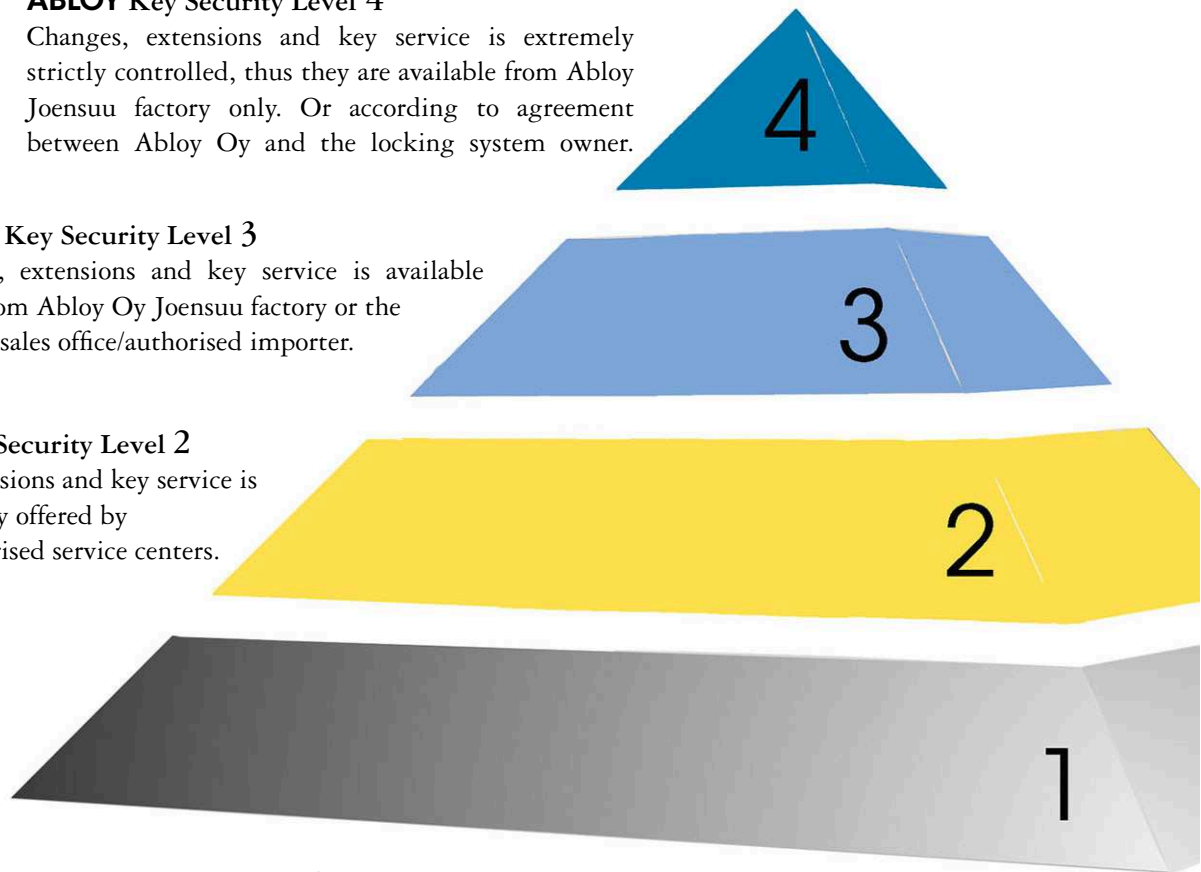 ABLOY Key Security Level 4
Changes, extensions and key service is extremely
strictly controlled, thus they are available from Abloy
Joensuu factory only. Or according to agreement
between Abloy Oy and the locking system owner.
4
Key Security Level 3
, extensions and key service is available
om Abloy Oy Joensuu factory or the
sales office/authorised importer.
3
Security Level 2
sions and key service is
y offered by
rised service centers.
2
1